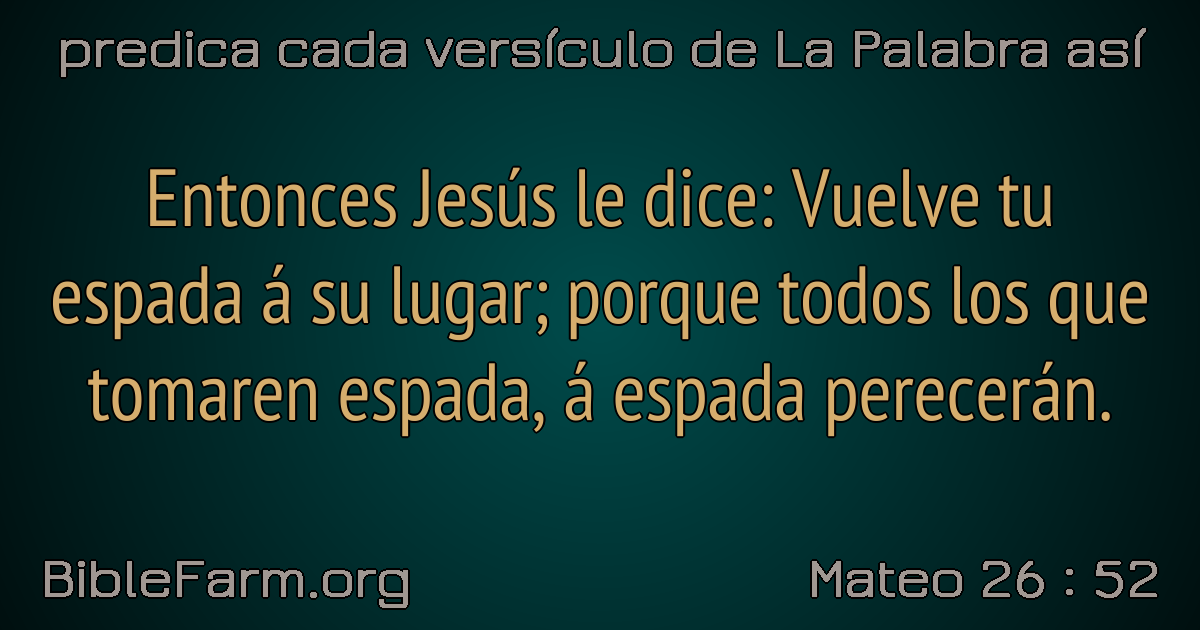 predica cada versículo de La Palabra así
Entonces Jesús le dice: Vuelve tu
espada á su lugar; porque todos los que
tomaren espada, á espada perecerán.
BibleFarm.org
Mateo 26 : 52